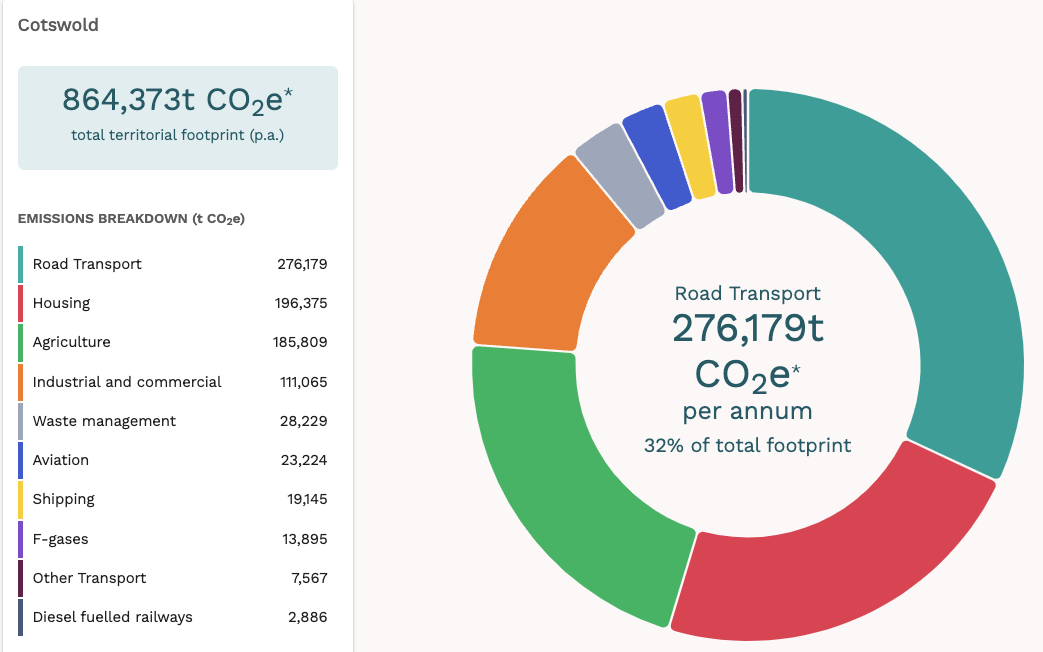 Cotswold
864,373t CO₂e*
total territorial footprint (p.a.)
EMISSIONS BREAKDOWN (t CO₂e)
Road Transport 276,179
Housing 196,375
Agriculture 185,809
Industrial and commercial 111,065
Waste management 28,229
Aviation 23,224
Shipping 19,145
F-gases 13,895
Other Transport 7,567
Diesel fuelled railways 2,886
Road Transport
276,179t
CO₂e*
per annum
32% of total footprint